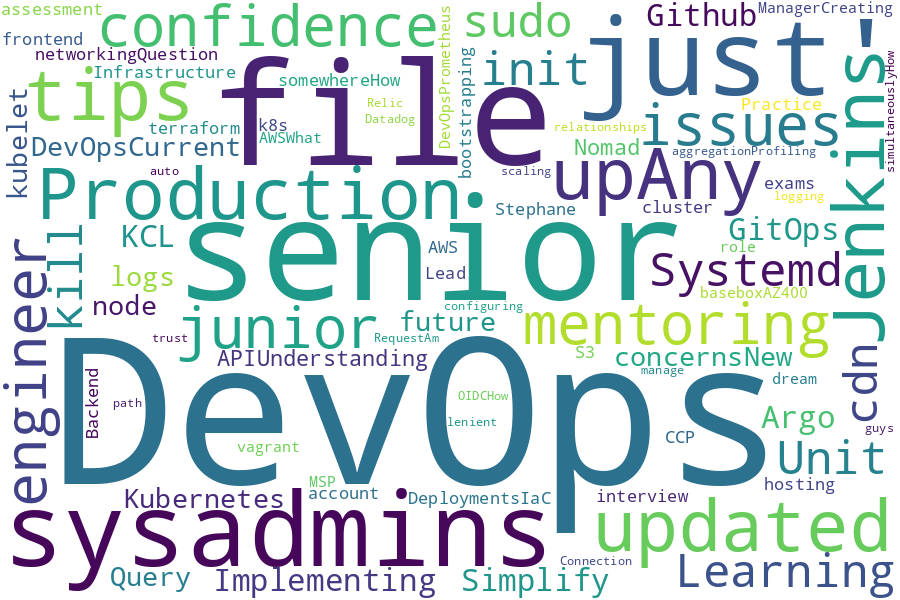 assessment
confidence
sudo
Github
ManagerCreating
frontend
networkingQuestion
Infrastructure
tips
somewhereHow
file
DevOpsPrometheus
init
just'
Practice
Relic
Datadog
kubelet
terraform
k8s
AWSWhat
DevOpsCurrent
bootstrapping
relationships
issues
Nomad
aggregationProfiling
simultaneouslyHow
Jenkins
auto
scaling
upAny
exams
logging
Production
Stephane
cluster
GitOps
role
KCL
kill
senior
AWS
Lead
Systemd
logs
node
baseboxAZ400
configuring
engineer
junior
future
mentoring
trust
RequestAm
S3
APIUnderstanding
concernsNew
cdn
manage
dream
Backend
path
DevOps
OIDCHow
lenient
Argo
guys
vagrant
CCP
Unit
MSP
account
Kubernetes
DeploymentsIaC
interview
hosting
sysadmins
updated
Connection
Query
Implementing
Simplify
Learning